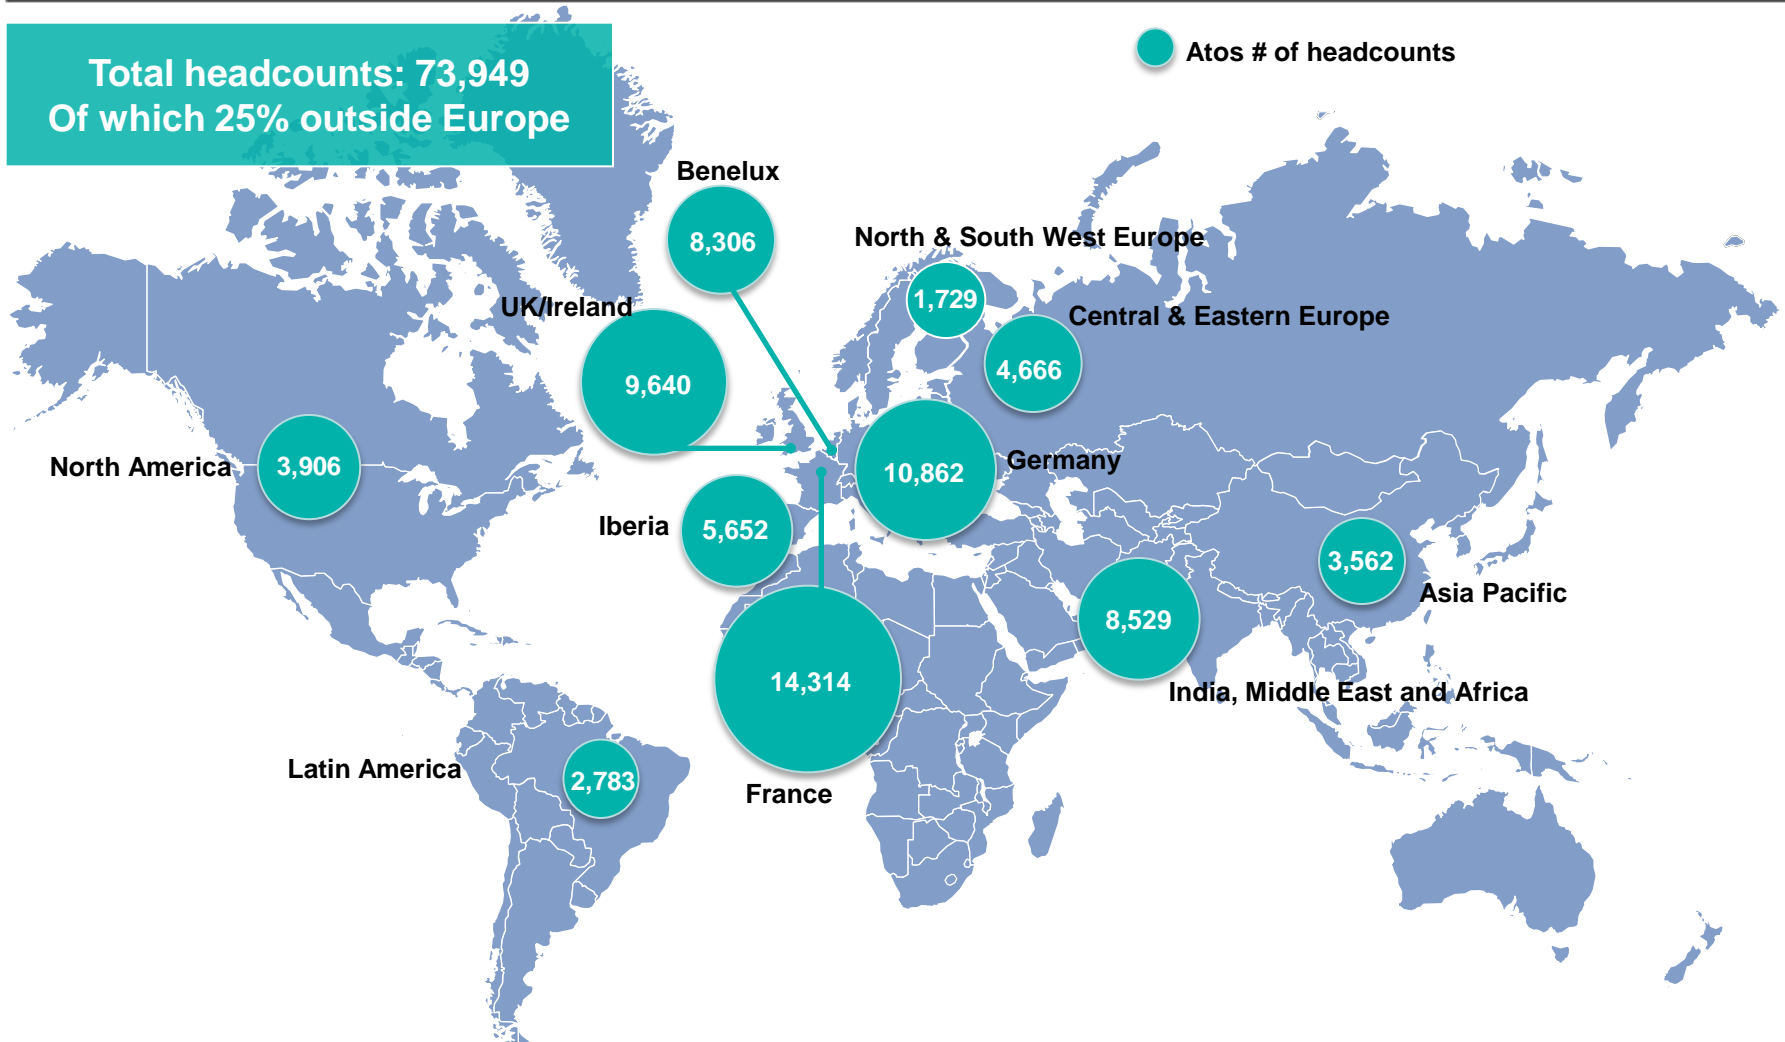 Total headcounts: 73,949
Of which 25% outside Europe
Atos # of headcounts
Benelux
8,306
North & South West Europe
1,729
UK/Ireland
9,640
Central & Eastern Europe
4,666
North America
3,906
Germany
10,862
Iberia
5,652
3,562
Asia Pacific
8,529
India, Middle East and Africa
14,314
France
Latin America
2,783